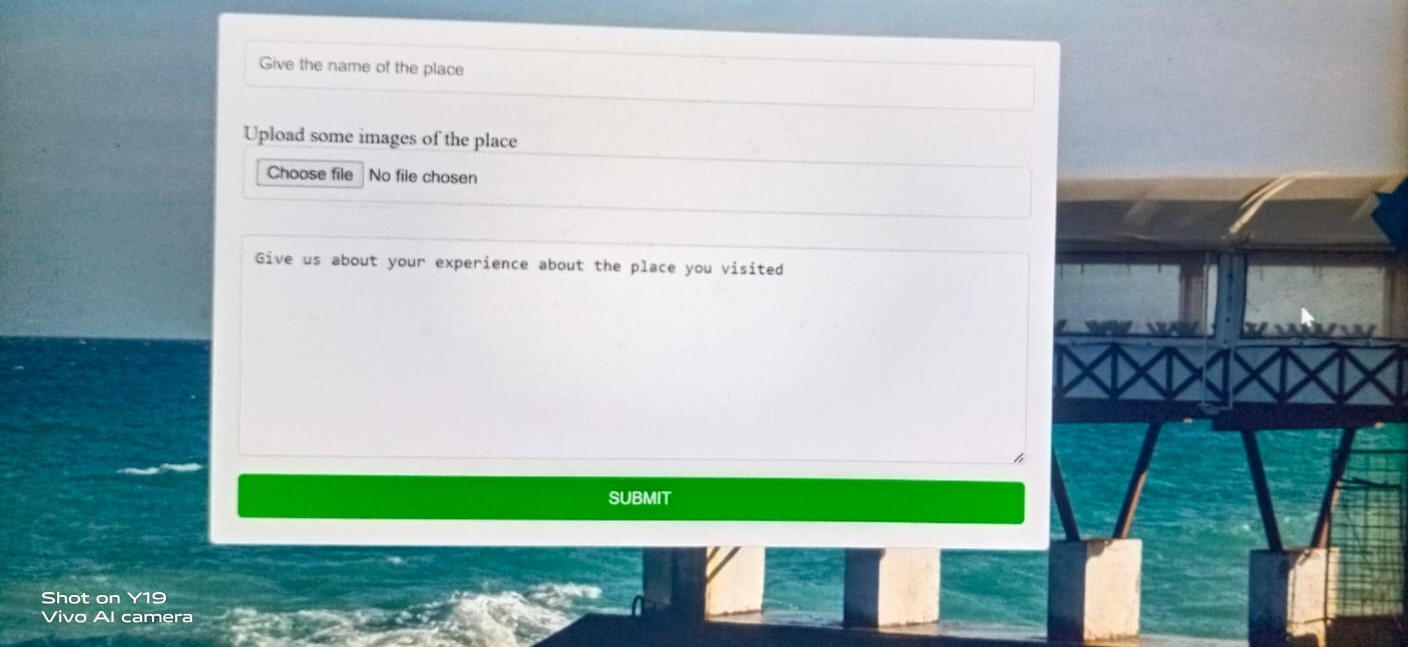 Give the name of the place
Upload some images of the place
Choose file No file chosen
Give us about your experience about the place you visited
SUBMIT
Shot on Y19
Vivo AI camera